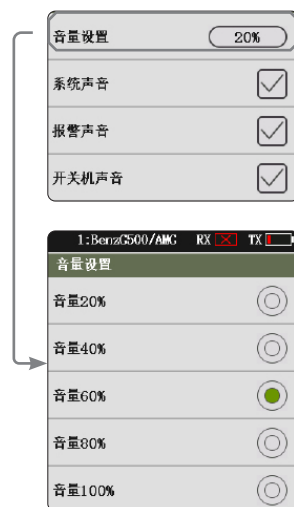 音量设置 20%
系统声音
报警声音
开关机声音
1:BenzG500/AMG RX TX
音量设置
音量20%
音量40%
音量60%
音量80%
音量100%